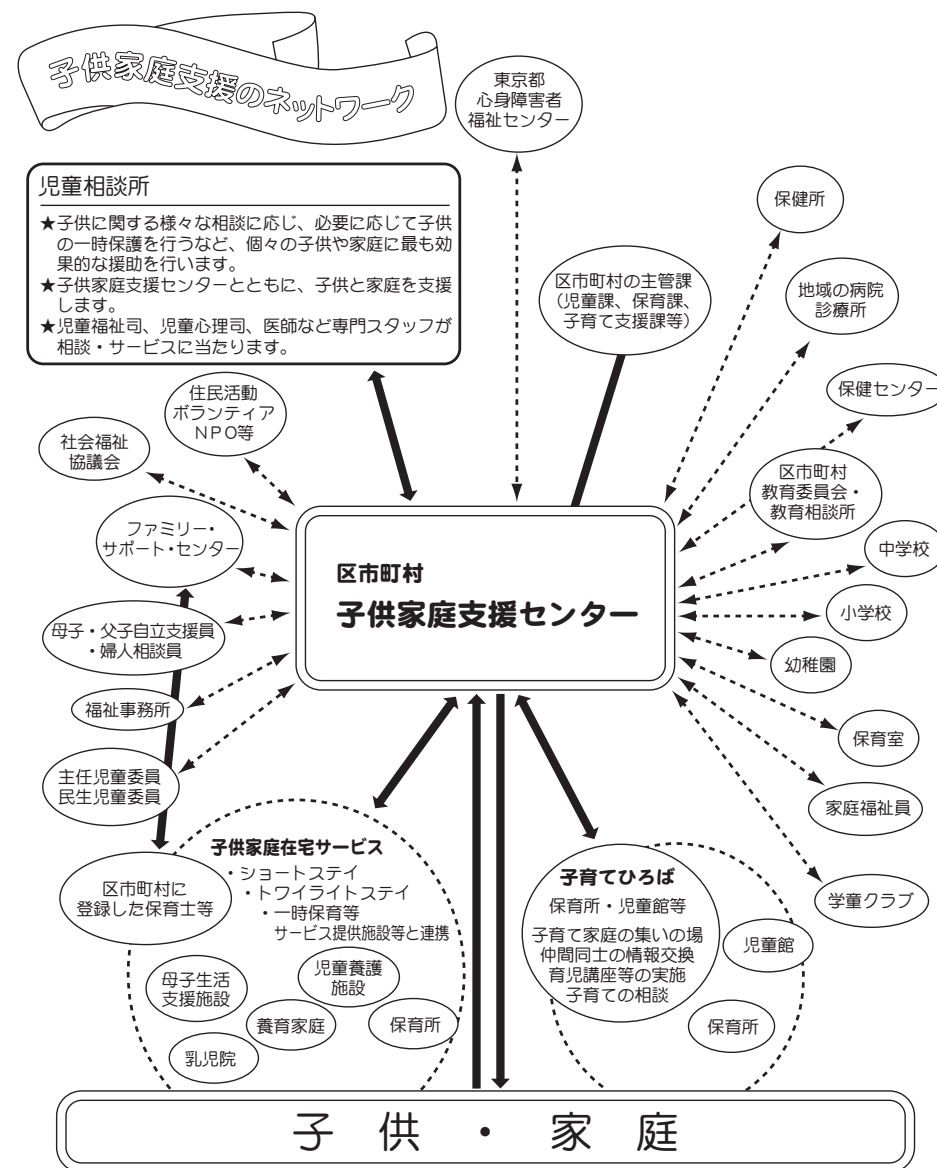 子供家庭支援のネットワーク
東京都
心身障害者
福祉センター
児童相談所
★子供に関する様々な相談に応じ、必要に応じて子供
の一時保護を行うなど、個々の子供や家庭に最も効
果的な援助を行います。
★子供家庭支援センターとともに、子供と家庭を支援
します。
★児童福祉司、児童心理司、医師など専門スタッフが
相談・サービスに当たります。
区市町村の主管課
（児童課、保育課、
子育て支援課等）
保健所
地域の病院
診療所
保健センター
区市町村
教育委員会・
教育相談所
中学校
小学校
幼稚園
保育室
家庭福祉員
学童クラブ
住民活動
ボランティア
NPO等
社会福祉
協議会
ファミリー・
サポート・センター
母子・父子自立支援員
・婦人相談員
福祉事務所
主任児童委員
民生児童委員
区市町村に
登録した保育士等
区市町村
子供家庭支援センター
子供家庭在宅サービス
・ショートステイ
・トワイライトステイ
・一時保育等
サービス提供施設等と連携
母子生活
支援施設
児童養護
施設
養育家庭
保育所
乳児院
子育てひろば
保育所・児童館等
子育て家庭の集いの場
仲間同士の情報交換
育児講座等の実施
子育ての相談
児童館
保育所
子供・家庭